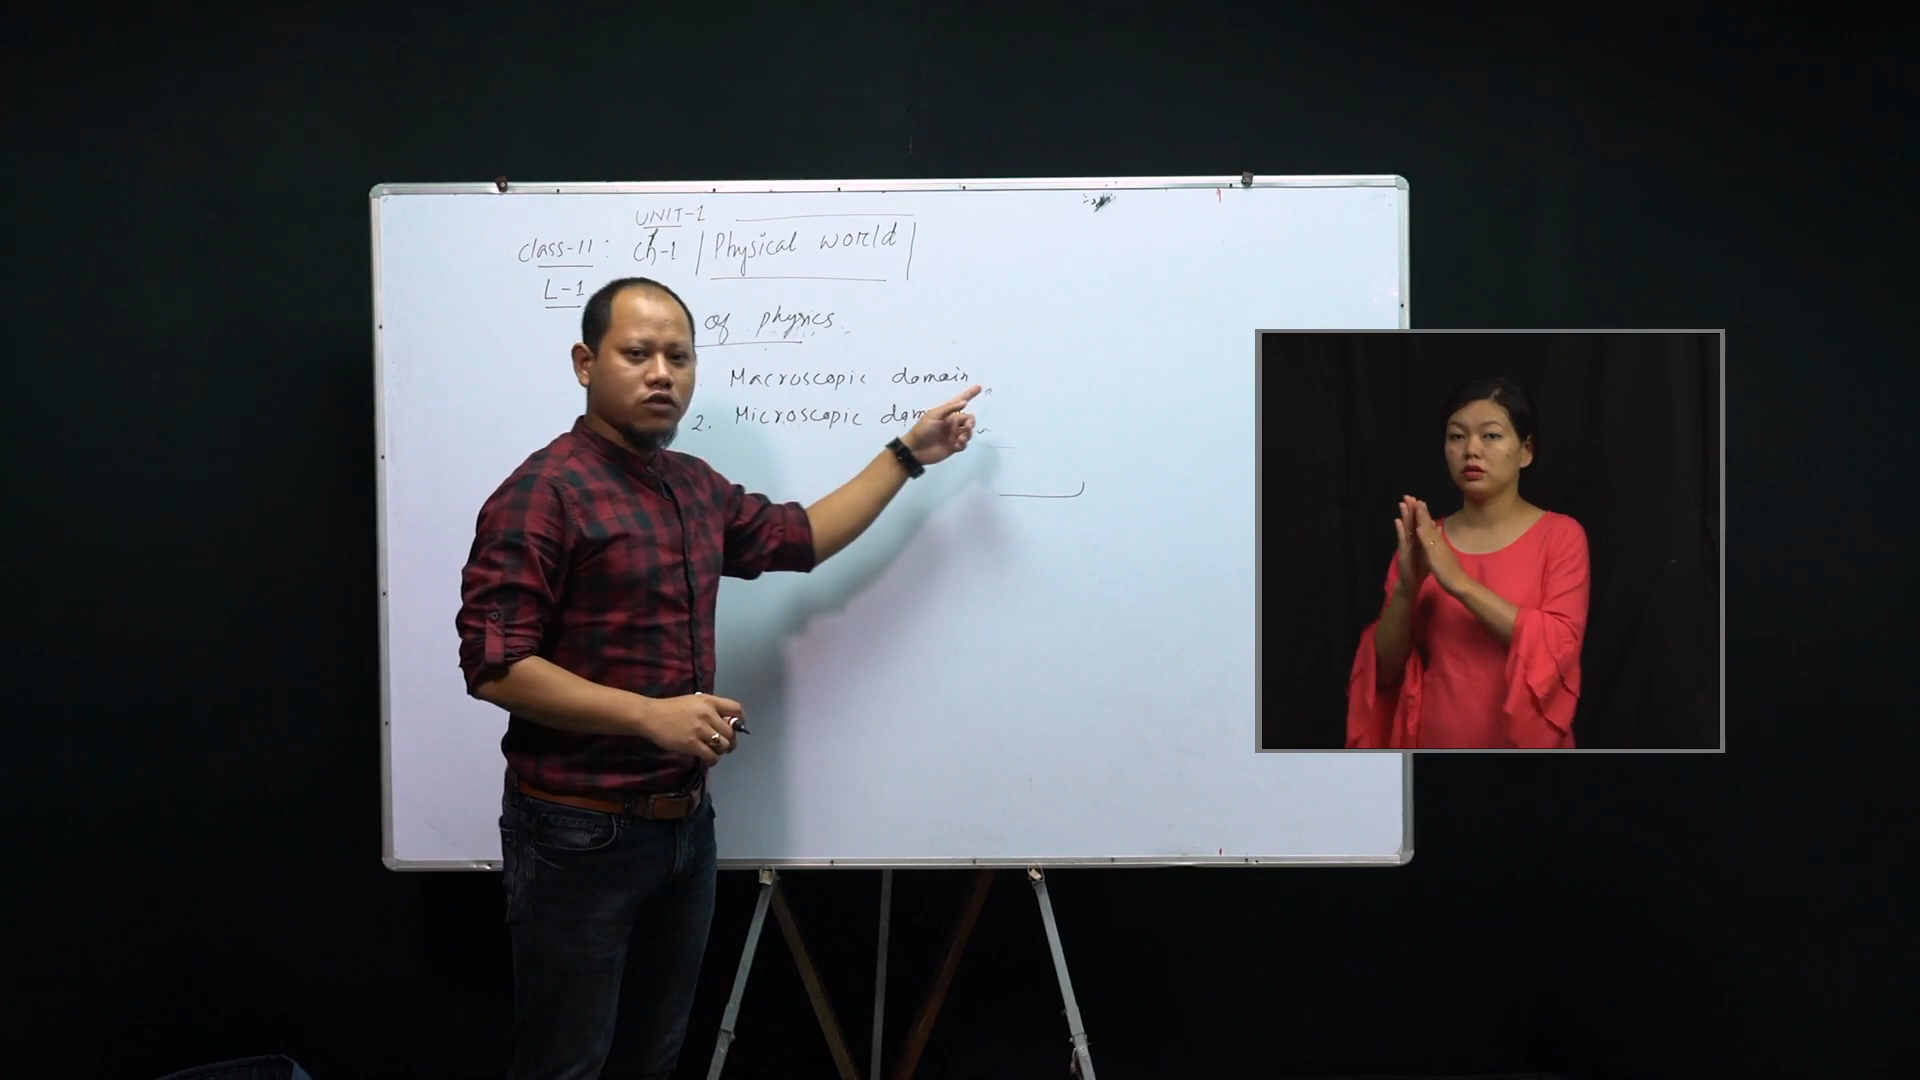 UNIT-1
Class-11: Ch-1 | Physical world |
L-1
of physics.
Macroscopic domain
2. Microscopic